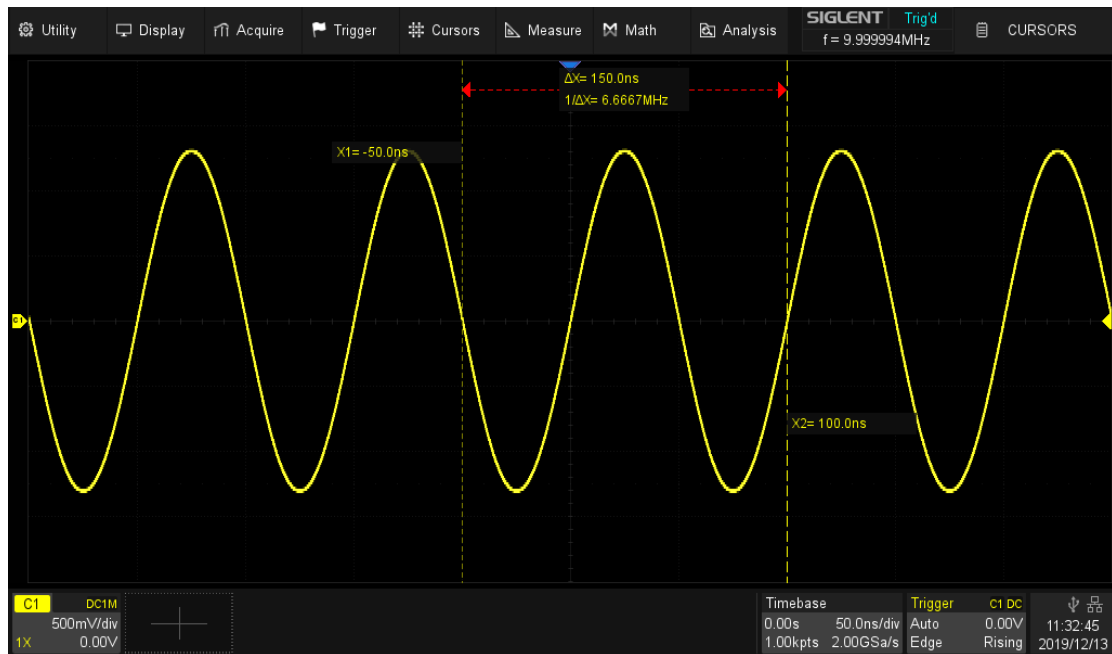 Utility Display Acquire Trigger Cursors Measure Math Analysis SIGLENT Trig'd CURSORS
f = 9.999994MHz
ΔX= 150.0ns
1/ΔX= 6.6667MHz
X1= -50.0ns
C1
X2= 100.0ns
C1 DC1M Timebase Trigger C1 DC
500mV/div 0.00s 50.0ns/div Auto 0.00V 11:32:45
1X 0.00V 1.00kpts 2.00GSa/s Edge Rising 2019/12/13